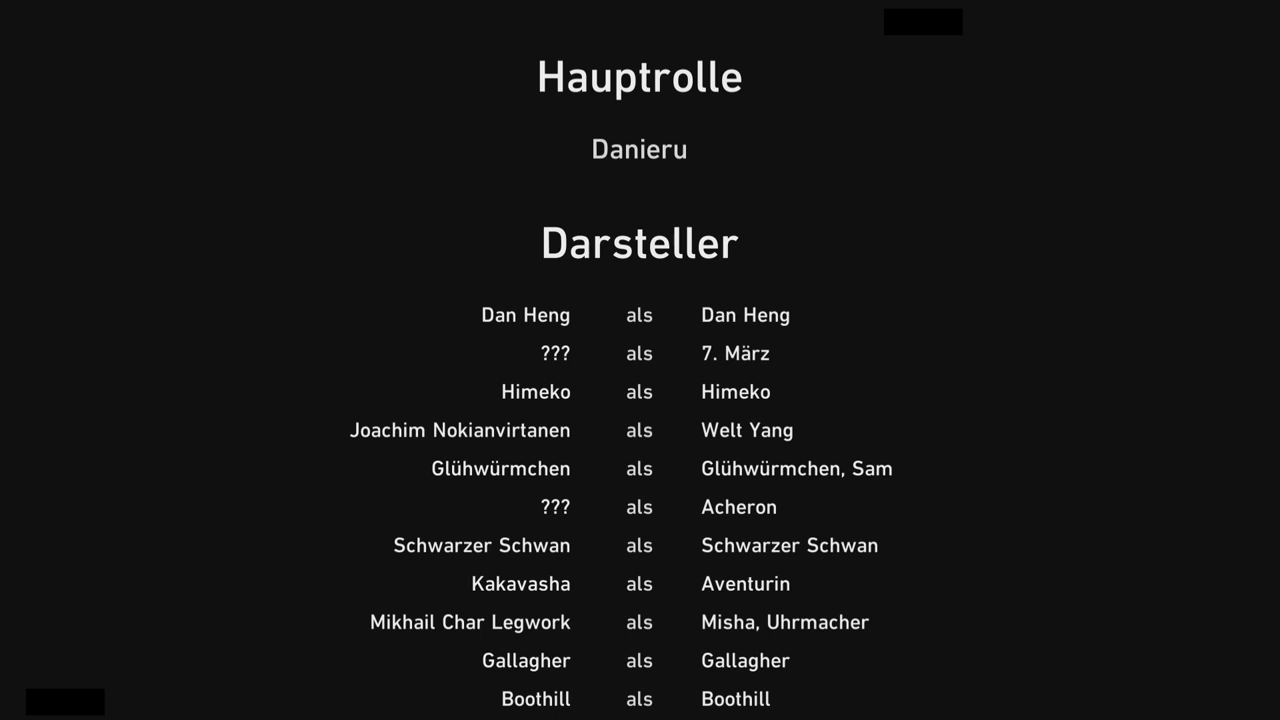 Hauptrolle
Danieru
Darsteller
Dan Heng als Dan Heng
??? als 7. März
Himeko als Himeko
Joachim Nokianvirtanen als Welt Yang
Glühwürmchen als Glühwürmchen, Sam
??? als Acheron
Schwarzer Schwan als Schwarzer Schwan
Kakavasha als Aventurin
Mikhail Char Legwork als Misha, Uhrmacher
Gallagher als Gallagher
Boothill als Boothill